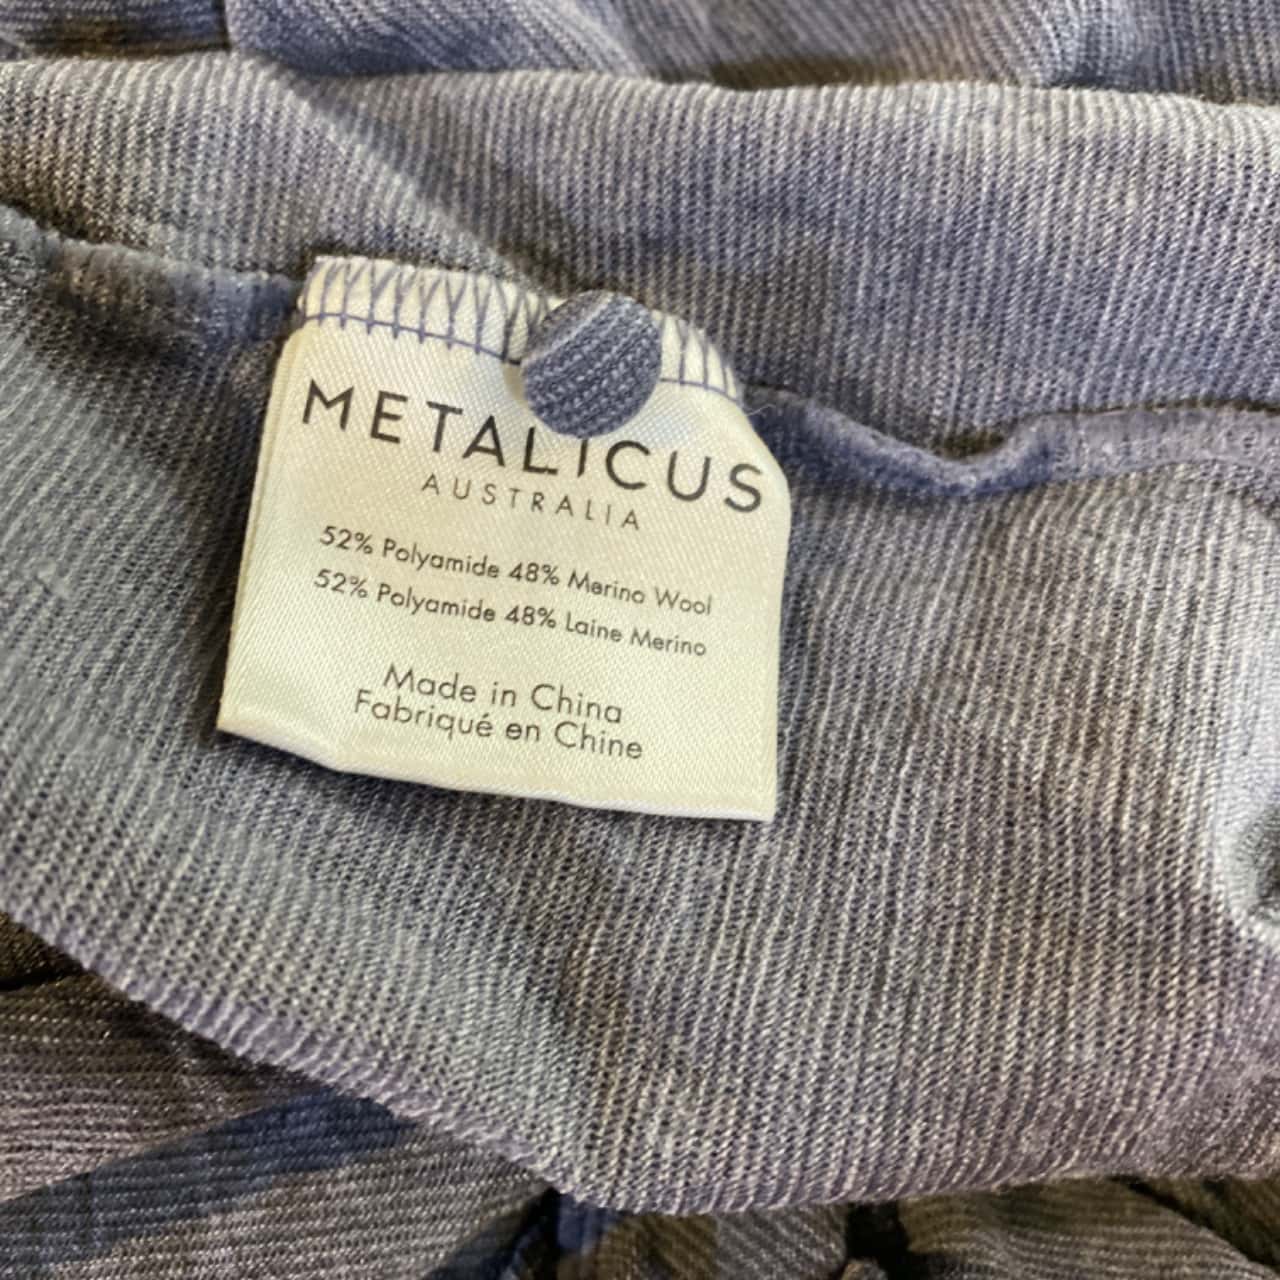 METALICUS
AUSTRALIA
52% Polyamide 48% Merino Wool
52% Polyamide 48% Laine Merino
Made in China
Fabriqué en Chine